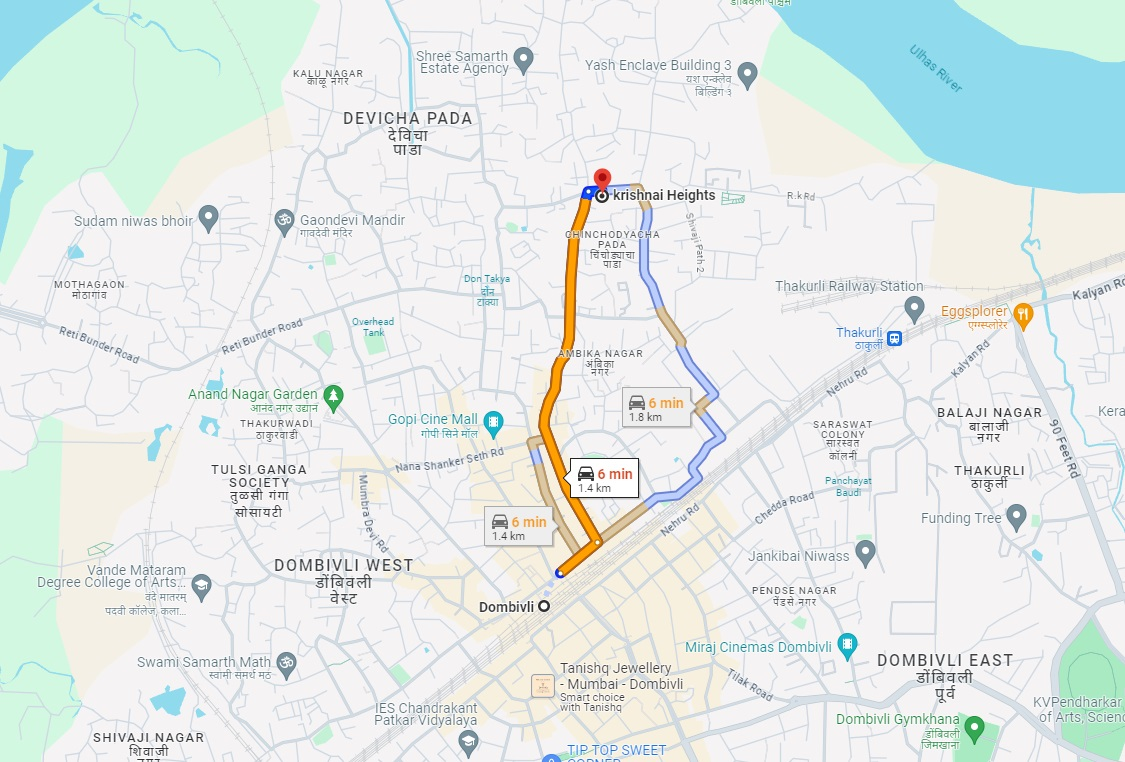 डोंबिवली पश्चिम
Ulhas River
Shree Samarth
Estate Agency
Yash Enclave Building 3
यश एन्क्लेव
बिल्डिंग ३
KALU NAGAR
काळू नगर
DEVICHA PADA
देविचा
पाडा
krishnai Heights
R.k Rd
Sudam niwas bhoir
Gaondevi Mandir
गावदेवी मंदिर
CHINCHODYACHA
PADA
चिंचोड्याचा
पाडा
Shivaji Path 2
MOTHAGAON
मोठागांव
Don Takya
दोन
टाक्या
Thakurli Railway Station
Kalyan Rd
Eggsplorer
एग्ग्स्प्लोरेर
Reti Bunder Road
Reti Bunder Road
Overhead
Tank
Thakurli
ठाकुर्ली
AMBIKA NAGAR
अंबिका
नगर
Kalyan Rd
Nehru Rd
Anand Nagar Garden
आनंद नगर उद्यान
6 min
1.8 km
THAKURWADI
ठाकुरवाडी
Gopi Cine Mall
गोपी सिने मॉल
BALAJI NAGAR
बालाजी
नगर
Kera
SARASWAT
COLONY
सारस्वत
कॉलनी
90 Feet Rd
Nana Shanker Seth Rd
TULSI GANGA
SOCIETY
तुळसी गंगा
सोसायटी
6 min
1.4 km
THAKURLI
ठाकुर्ली
Panchayat
Baudi
Mumbra Devi Rd
Chedda Road
Nehru Rd
6 min
1.4 km
Funding Tree
Jankibai Niwass
DOMBIVLI WEST
डोंबिवली
वेस्ट
Vande Mataram
Degree College of Arts...
वंदे मातरम्
पदवी कॉलेज, कला...
PENDSE NAGAR
पेंडसे नगर
Dombivli
Miraj Cinemas Dombivli
Swami Samarth Math
स्वामी समर्थ मठ
Tanishq Jewellery
- Mumbai - Dombivli
Smart choice
with Tanishq
Tilak Road
DOMBIVLI EAST
डोंबिवली
पूर्व
IES Chandrakant
Patkar Vidyalaya
KVPendharkar
of Arts, Scienc
Dombivli Gymkhana
डोंबिवली
जिमखाना
SHIVAJI NAGAR
शिवाजी
नगर
TIP TOP SWEET
CORNER